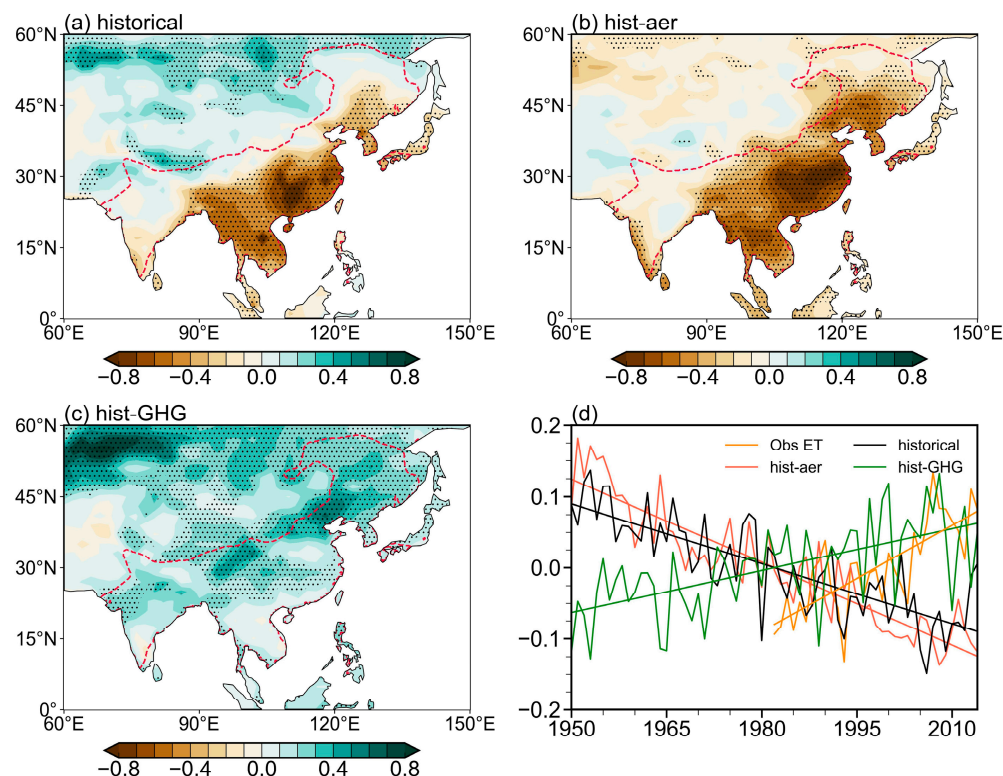 (a) historical
60°N
45°N
30°N
15°N
0°
60°E 90°E 120°E 150°E
−0.8 −0.4 0.0 0.4 0.8
(b) hist-aer
60°N
45°N
30°N
15°N
0°
60°E 90°E 120°E 150°E
−0.8 −0.4 0.0 0.4 0.8
(c) hist-GHG
60°N
45°N
30°N
15°N
0°
60°E 90°E 120°E 150°E
−0.8 −0.4 0.0 0.4 0.8
(d)
0.2
0.1
0.0
−0.1
−0.2
Obs ET historical
hist-aer hist-GHG
1950 1965 1980 1995 2010